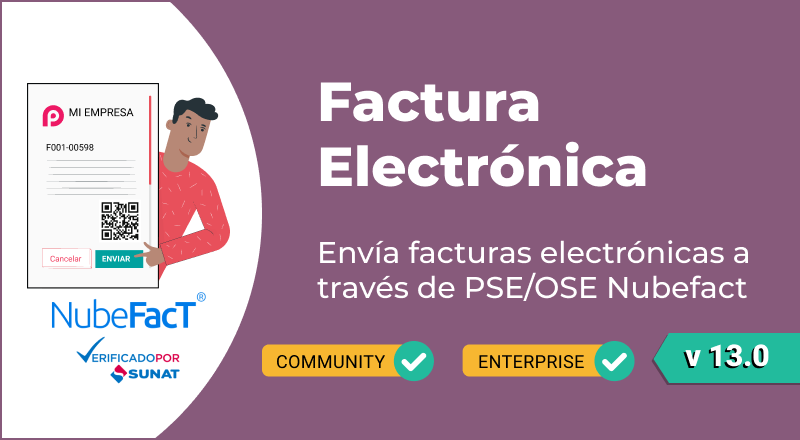 MI EMPRESA
F001-00598
Cancelar
ENVIAR
NubeFacT®
VERIFICADOPOR
SUNAT
Factura
Electrónica
Envía facturas electrónicas a
través de PSE/OSE Nubefact
COMMUNITY
ENTERPRISE
v 13.0